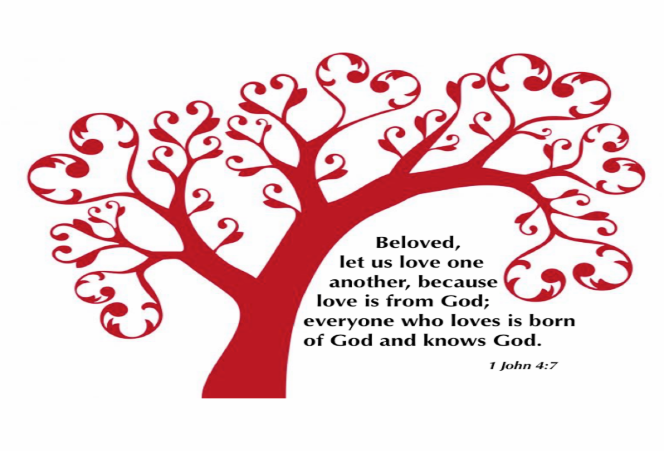 Beloved,
let us love one
another, because
love is from God;
everyone who loves is born
of God and knows God.
1 John 4:7